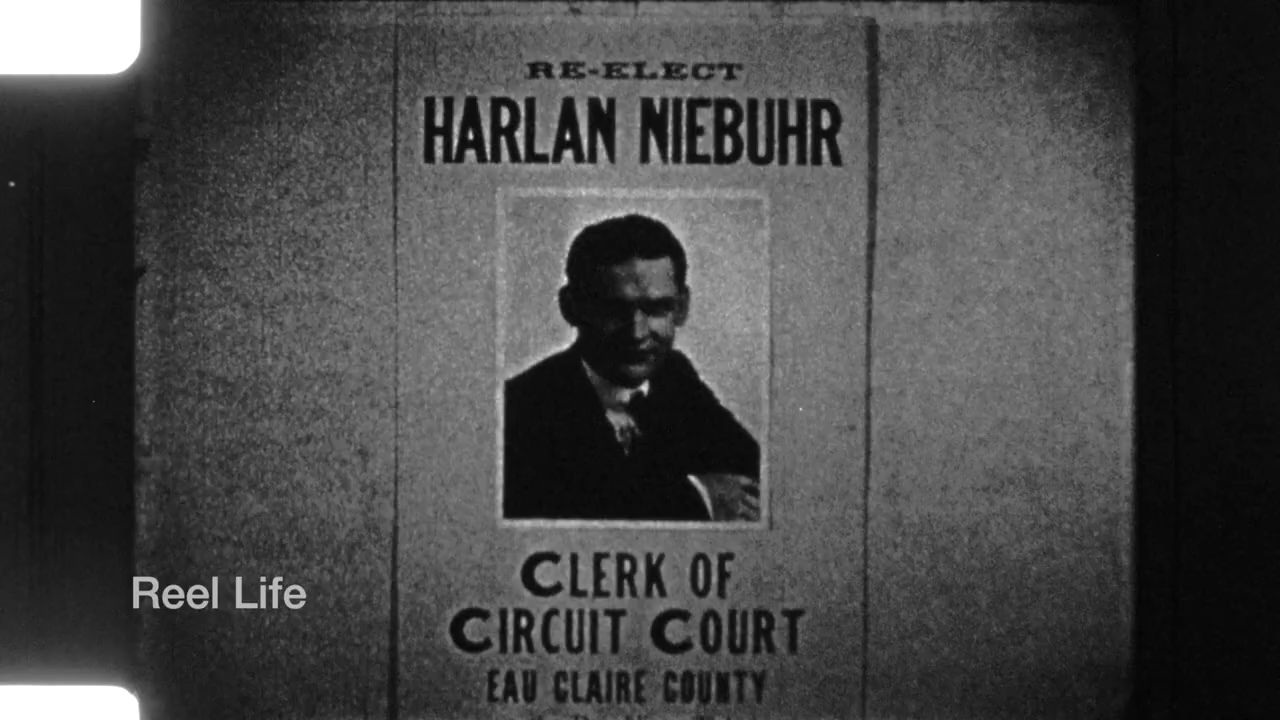 RE-ELECT
HARLAN NIEBUHR
CLERK OF
CIRCUIT COURT
EAU CLAIRE COUNTY
Reel Life